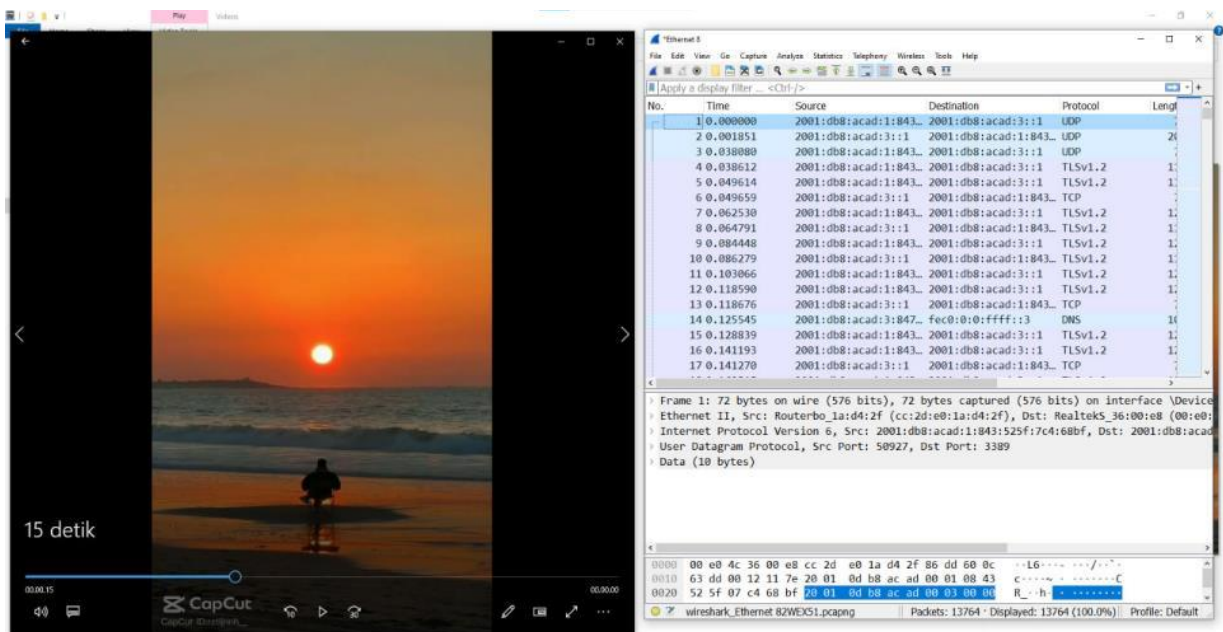 Play Videos
15 detik
00.00.15 00.00.00
CapCut
*Ethernet 8
File Edit View Go Capture Analyze Statistics Telephony Wireless Tools Help
Apply a display filter ... <Ctrl-/>
No. Time Source Destination Protocol Lengt
1 0.000000 2001:db8:acad:1:843… 2001:db8:acad:3::1 UDP
2 0.001851 2001:db8:acad:3::1 2001:db8:acad:1:843… UDP 20
3 0.038080 2001:db8:acad:1:843… 2001:db8:acad:3::1 UDP
4 0.038612 2001:db8:acad:1:843… 2001:db8:acad:3::1 TLSv1.2
5 0.049614 2001:db8:acad:1:843… 2001:db8:acad:3::1 TLSv1.2
6 0.049659 2001:db8:acad:3::1 2001:db8:acad:1:843… TCP
7 0.062530 2001:db8:acad:1:843… 2001:db8:acad:3::1 TLSv1.2
8 0.064791 2001:db8:acad:3::1 2001:db8:acad:1:843… TLSv1.2
9 0.084448 2001:db8:acad:1:843… 2001:db8:acad:3::1 TLSv1.2
10 0.086279 2001:db8:acad:3::1 2001:db8:acad:1:843… TLSv1.2
11 0.103066 2001:db8:acad:1:843… 2001:db8:acad:3::1 TLSv1.2
12 0.118590 2001:db8:acad:1:843… 2001:db8:acad:3::1 TLSv1.2
13 0.118676 2001:db8:acad:3::1 2001:db8:acad:1:843… TCP
14 0.125545 2001:db8:acad:3:847… fec0:0:0:ffff::3 DNS 10
15 0.128839 2001:db8:acad:1:843… 2001:db8:acad:3::1 TLSv1.2
16 0.141193 2001:db8:acad:1:843… 2001:db8:acad:3::1 TLSv1.2
17 0.141270 2001:db8:acad:3::1 2001:db8:acad:1:843… TCP
Frame 1: 72 bytes on wire (576 bits), 72 bytes captured (576 bits) on interface \Device
Ethernet II, Src: Routerbo_1a:d4:2f (cc:2d:e0:1a:d4:2f), Dst: RealtekS_36:00:e8 (00:e0:
Internet Protocol Version 6, Src: 2001:db8:acad:1:843:525f:7c4:68bf, Dst: 2001:db8:acad
User Datagram Protocol, Src Port: 50927, Dst Port: 3389
Data (10 bytes)
0000 00 e0 4c 36 00 e8 cc 2d e0 1a d4 2f 86 dd 60 0c ··L6···- ···/··`·
0010 63 dd 00 12 11 7e 20 01 0d b8 ac ad 00 01 08 43 c····~ · ·······C
0020 52 5f 07 c4 68 bf 20 01 0d b8 ac ad 00 03 00 00 R_··h· · ········
wireshark_Ethernet 82WEX51.pcapng Packets: 13764 · Displayed: 13764 (100.0%) Profile: Default